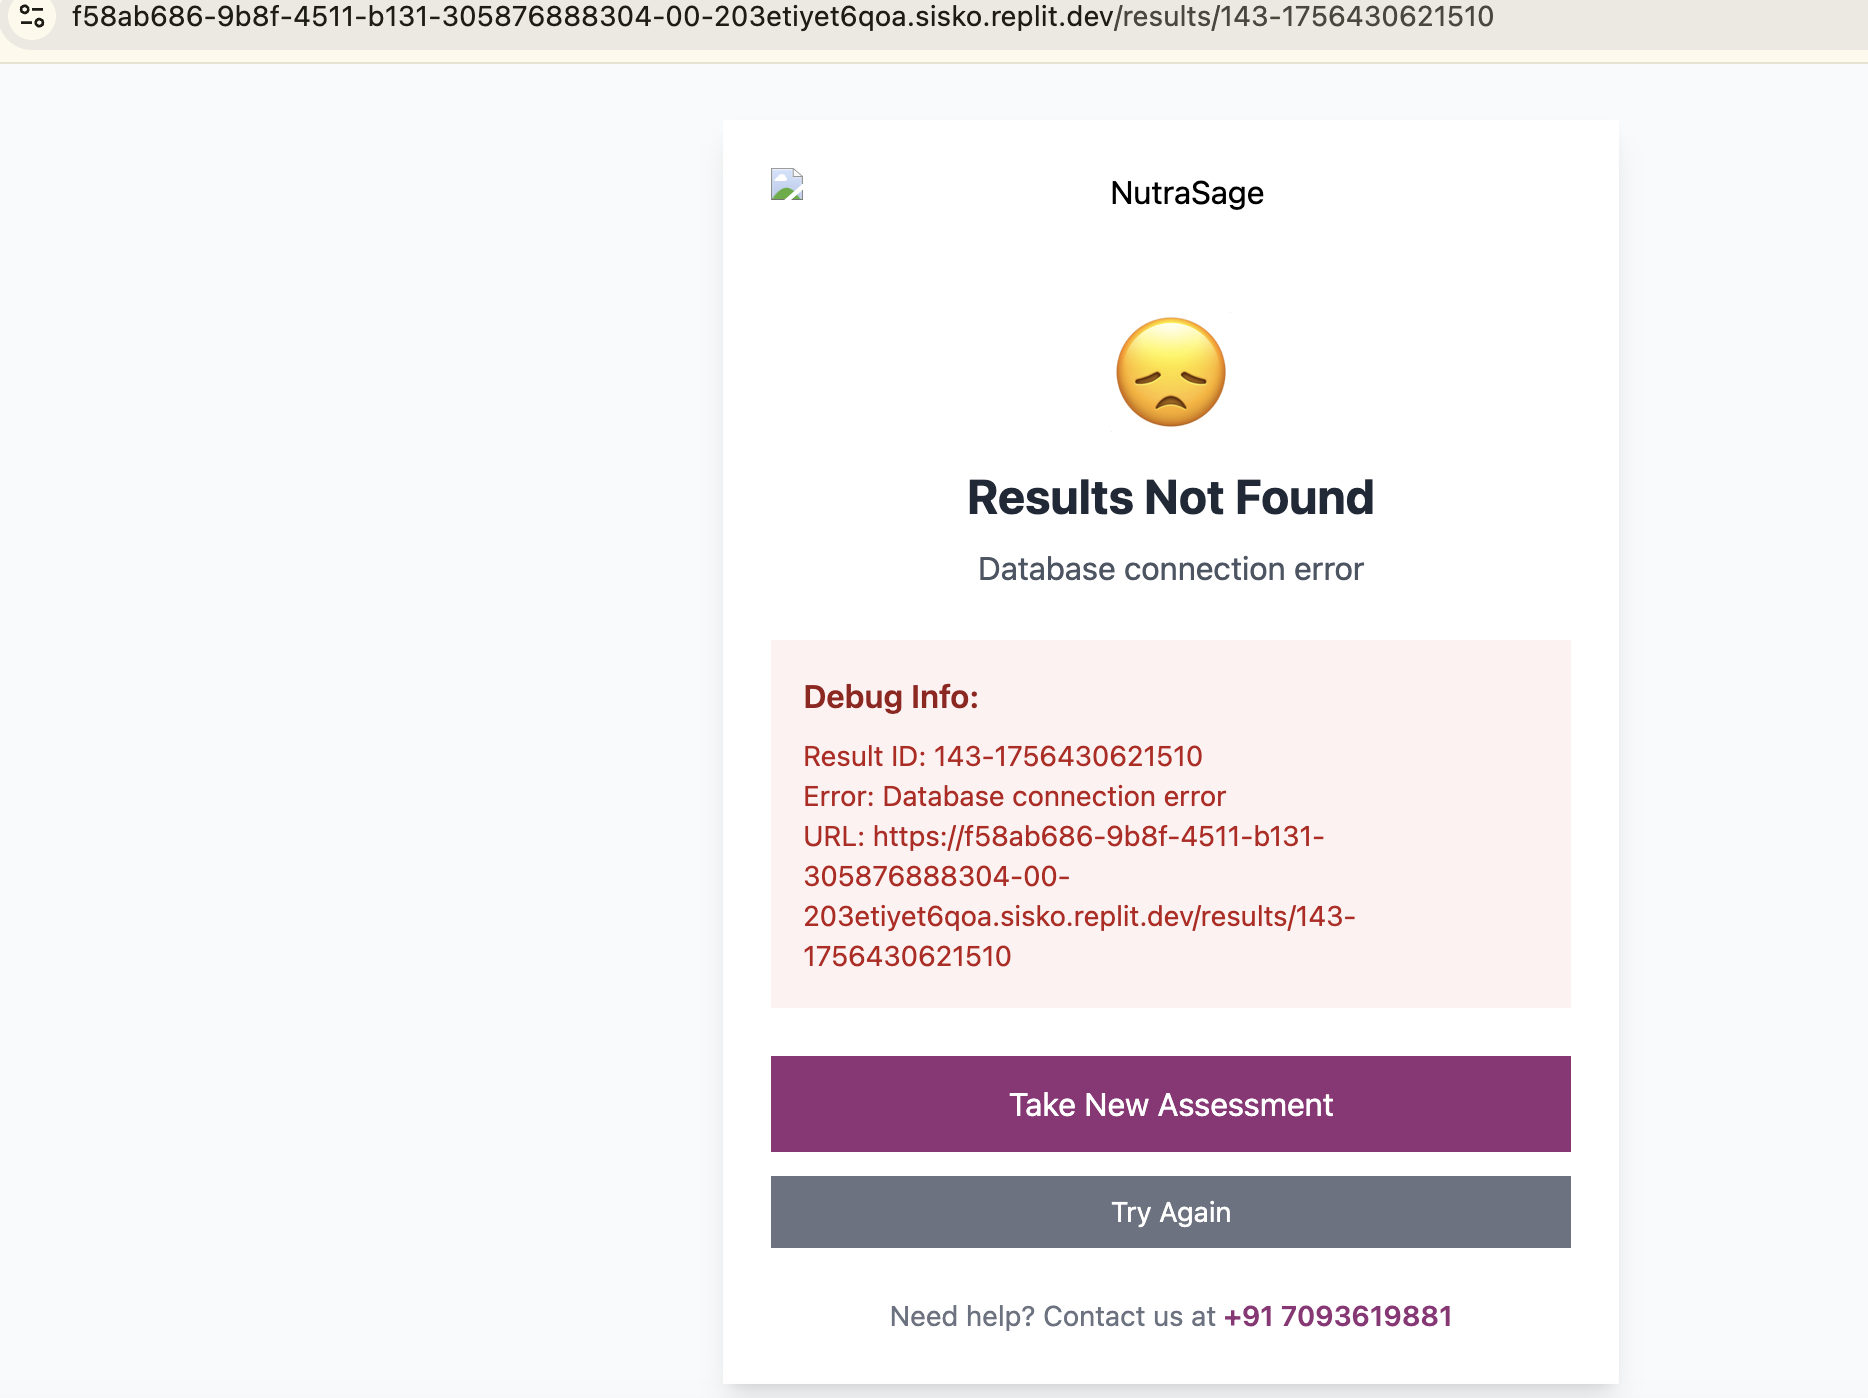 f58ab686-9b8f-4511-b131-305876888304-00-203etiyet6qoa.sisko.replit.dev/results/143-1756430621510
NutraSage
Results Not Found
Database connection error
Debug Info:
Result ID: 143-1756430621510
Error: Database connection error
URL: https://f58ab686-9b8f-4511-b131-
305876888304-00-
203etiyet6qoa.sisko.replit.dev/results/143-
1756430621510
Take New Assessment
Try Again
Need help? Contact us at +91 7093619881